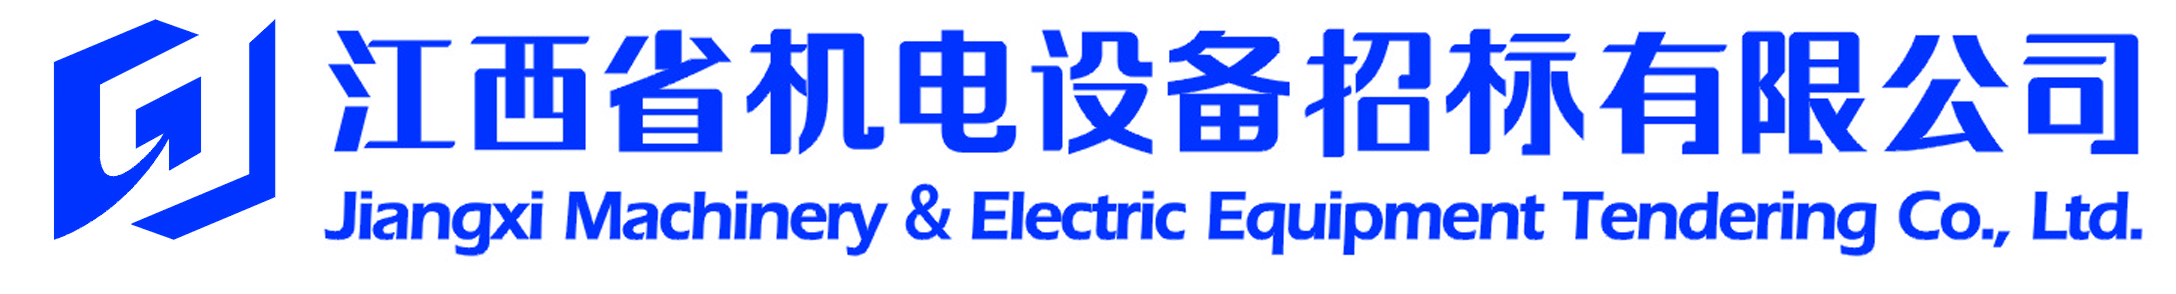 江西省机电设备招标有限公司
Jiangxi Machinery & Electric Equipment Tendering Co., Ltd.